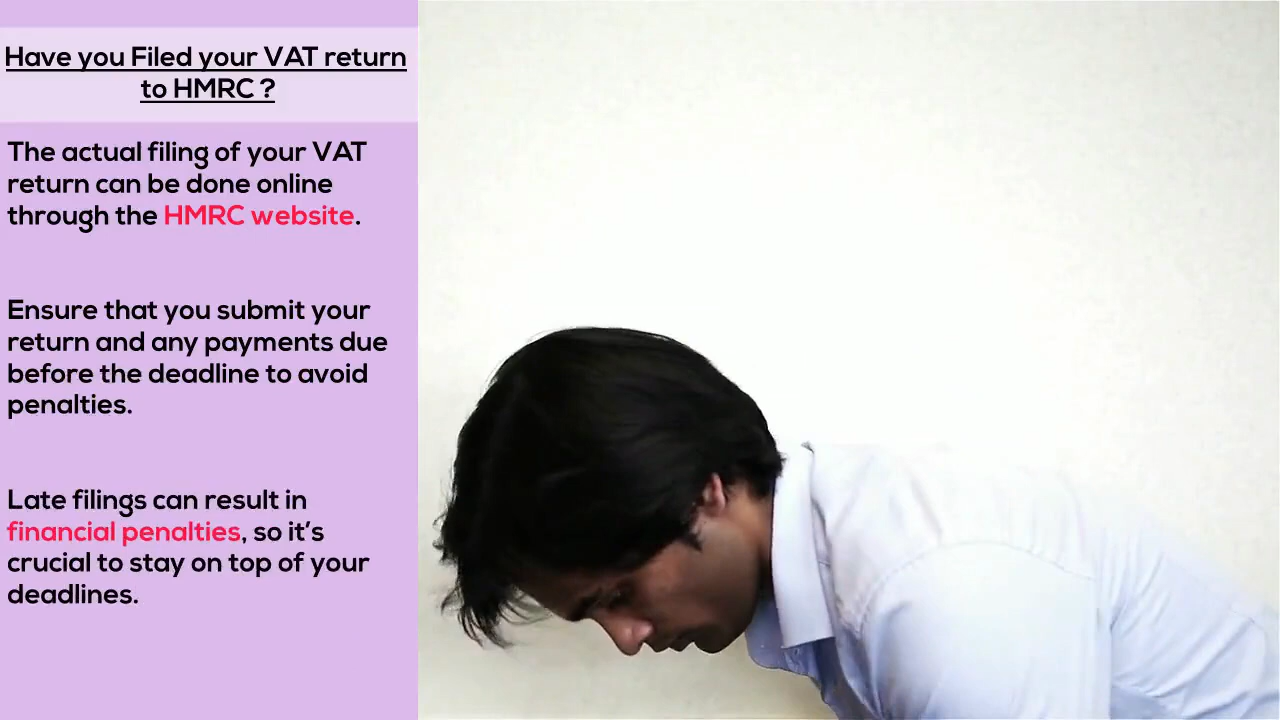 Have you Filed your VAT return
to HMRC ?
The actual filing of your VAT
return can be done online
through the HMRC website.
Ensure that you submit your
return and any payments due
before the deadline to avoid
penalties.
Late filings can result in
financial penalties, so it’s
crucial to stay on top of your
deadlines.